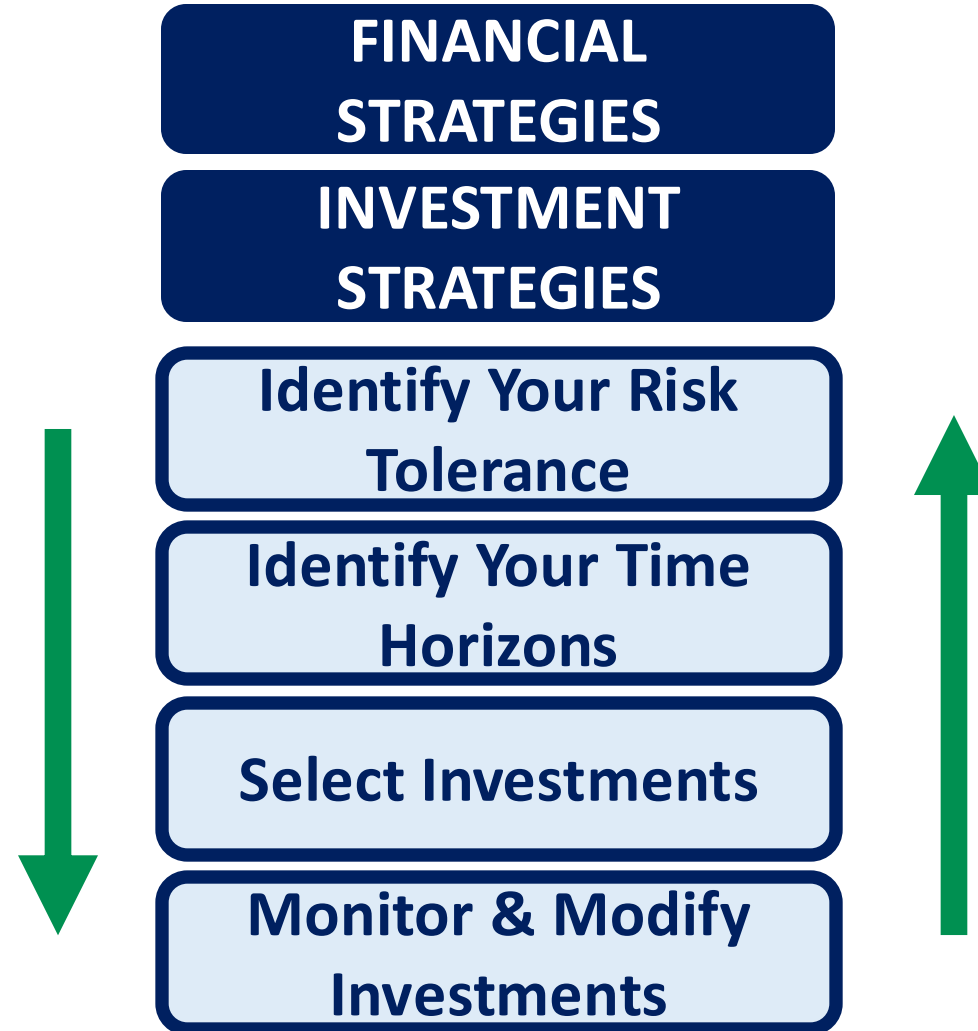 FINANCIAL
STRATEGIES
INVESTMENT
STRATEGIES
Identify Your Risk
Tolerance
Identify Your Time
Horizons
Select Investments
Monitor & Modify
Investments